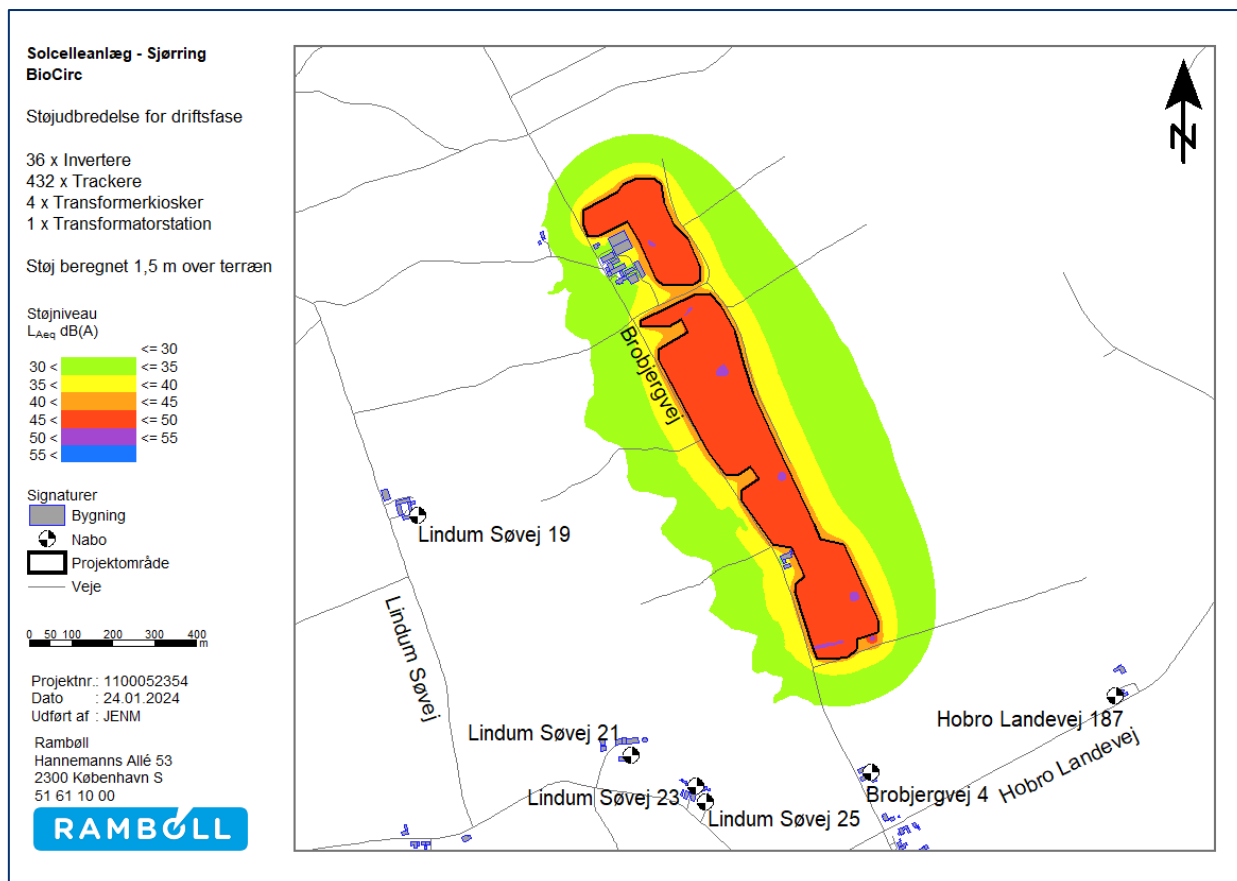 Solcelleanlæg - Sjørring
BioCirc
Støjudbredelse for driftsfase
36 x Invertere
432 x Trackere
4 x Transformerkiosker
1 x Transformatorstation
Støj beregnet 1,5 m over terræn
Støjniveau
LAeq dB(A)
<= 30
30 < <= 35
35 < <= 40
40 < <= 45
45 < <= 50
50 < <= 55
55 <
Signaturer
Bygning
Nabo
Projektområde
Veje
0 50 100 200 300 400
m
Projektnr.: 1100052354
Dato : 24.01.2024
Udført af : JENM
Rambøll
Hannemanns Allé 53
2300 København S
51 61 10 00
RAMBOLL
N
Brobjergvej
Lindum Søvej 19
Lindum Søvej
Lindum Søvej 21
Lindum Søvej 23
Lindum Søvej 25
Hobro Landevej 187
Hobro Landevej
Brobjergvej 4